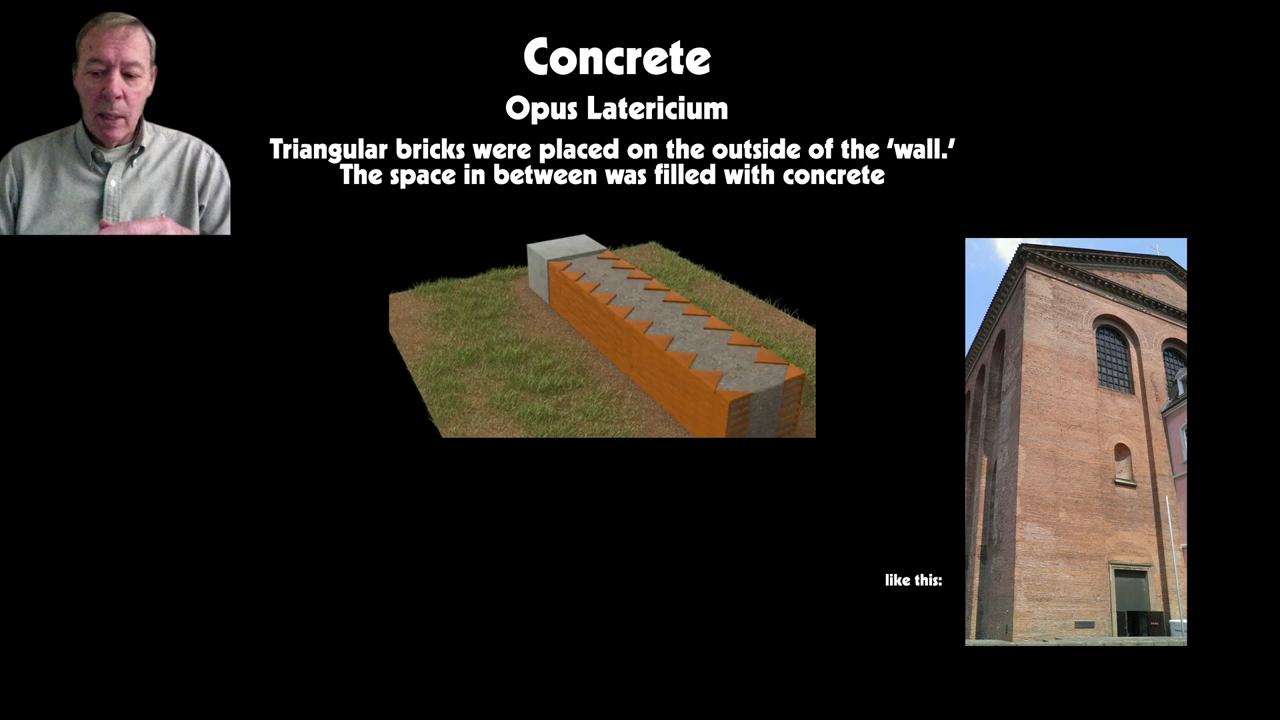 Concrete
Opus Latericium
Triangular bricks were placed on the outside of the ‘wall.’
The space in between was filled with concrete
like this: